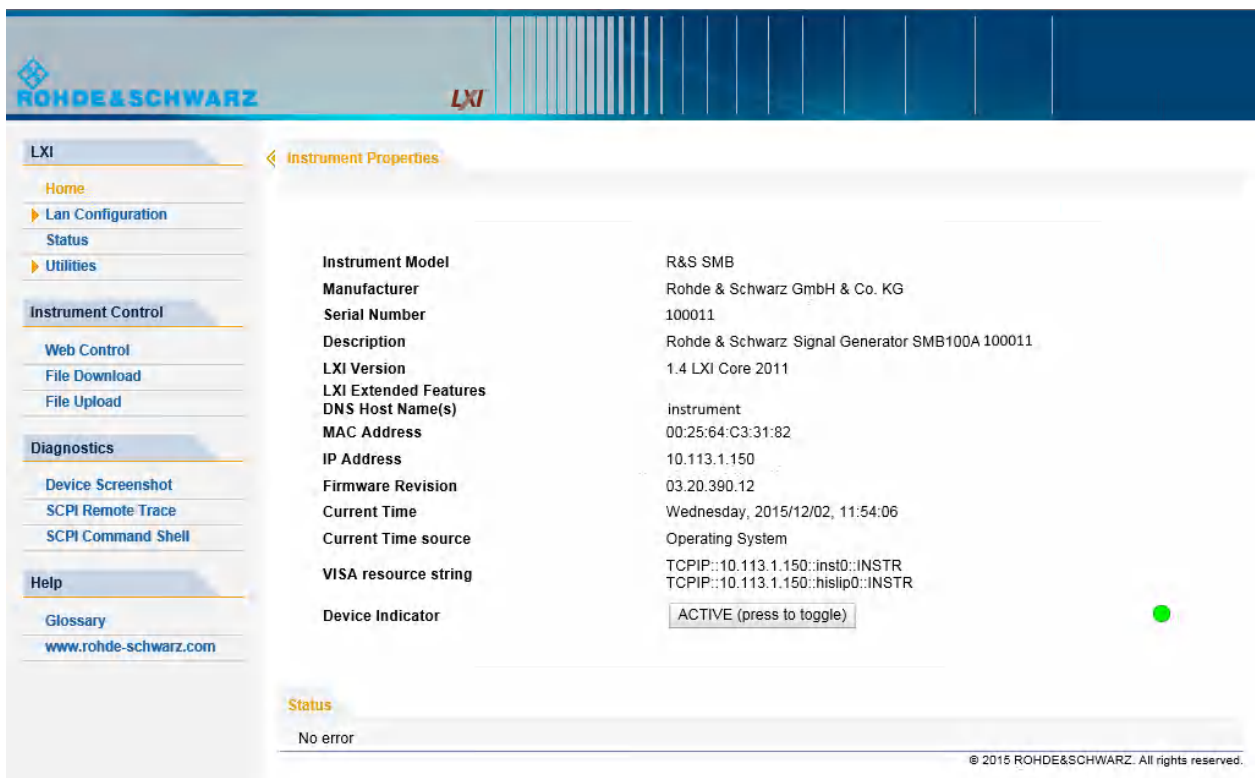 ROHDE&SCHWARZ
LXI
LXI
Home
Lan Configuration
Status
Utilities
Instrument Control
Web Control
File Download
File Upload
Diagnostics
Device Screenshot
SCPI Remote Trace
SCPI Command Shell
Help
Glossary
www.rohde-schwarz.com
Instrument Properties
Instrument Model R&S SMB
Manufacturer Rohde & Schwarz GmbH & Co. KG
Serial Number 100011
Description Rohde & Schwarz Signal Generator SMB100A 100011
LXI Version 1.4 LXI Core 2011
LXI Extended Features
DNS Host Name(s) instrument
MAC Address 00:25:64:C3:31:82
IP Address 10.113.1.150
Firmware Revision 03.20.390.12
Current Time Wednesday, 2015/12/02, 11:54:06
Current Time source Operating System
VISA resource string TCPIP::10.113.1.150::inst0::INSTR
TCPIP::10.113.1.150::hislip0::INSTR
Device Indicator ACTIVE (press to toggle)
Status
No error
© 2015 ROHDE&SCHWARZ. All rights reserved.